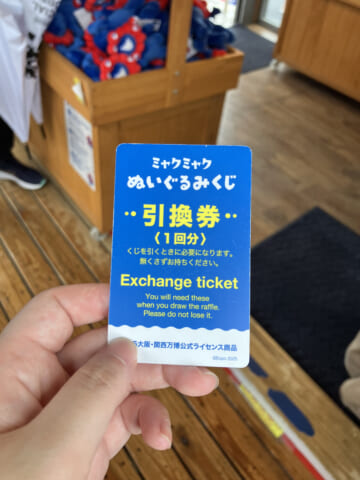 ミャクミャク
ぬいぐるみくじ
引換券
〈1回分〉
くじを引くときに必要になります。
無くさずお持ちください。
Exchange ticket
You will need these
when you draw the raffle.
Please do not lose it.
大阪・関西万博公式ライセンス商品
©Expo 2025